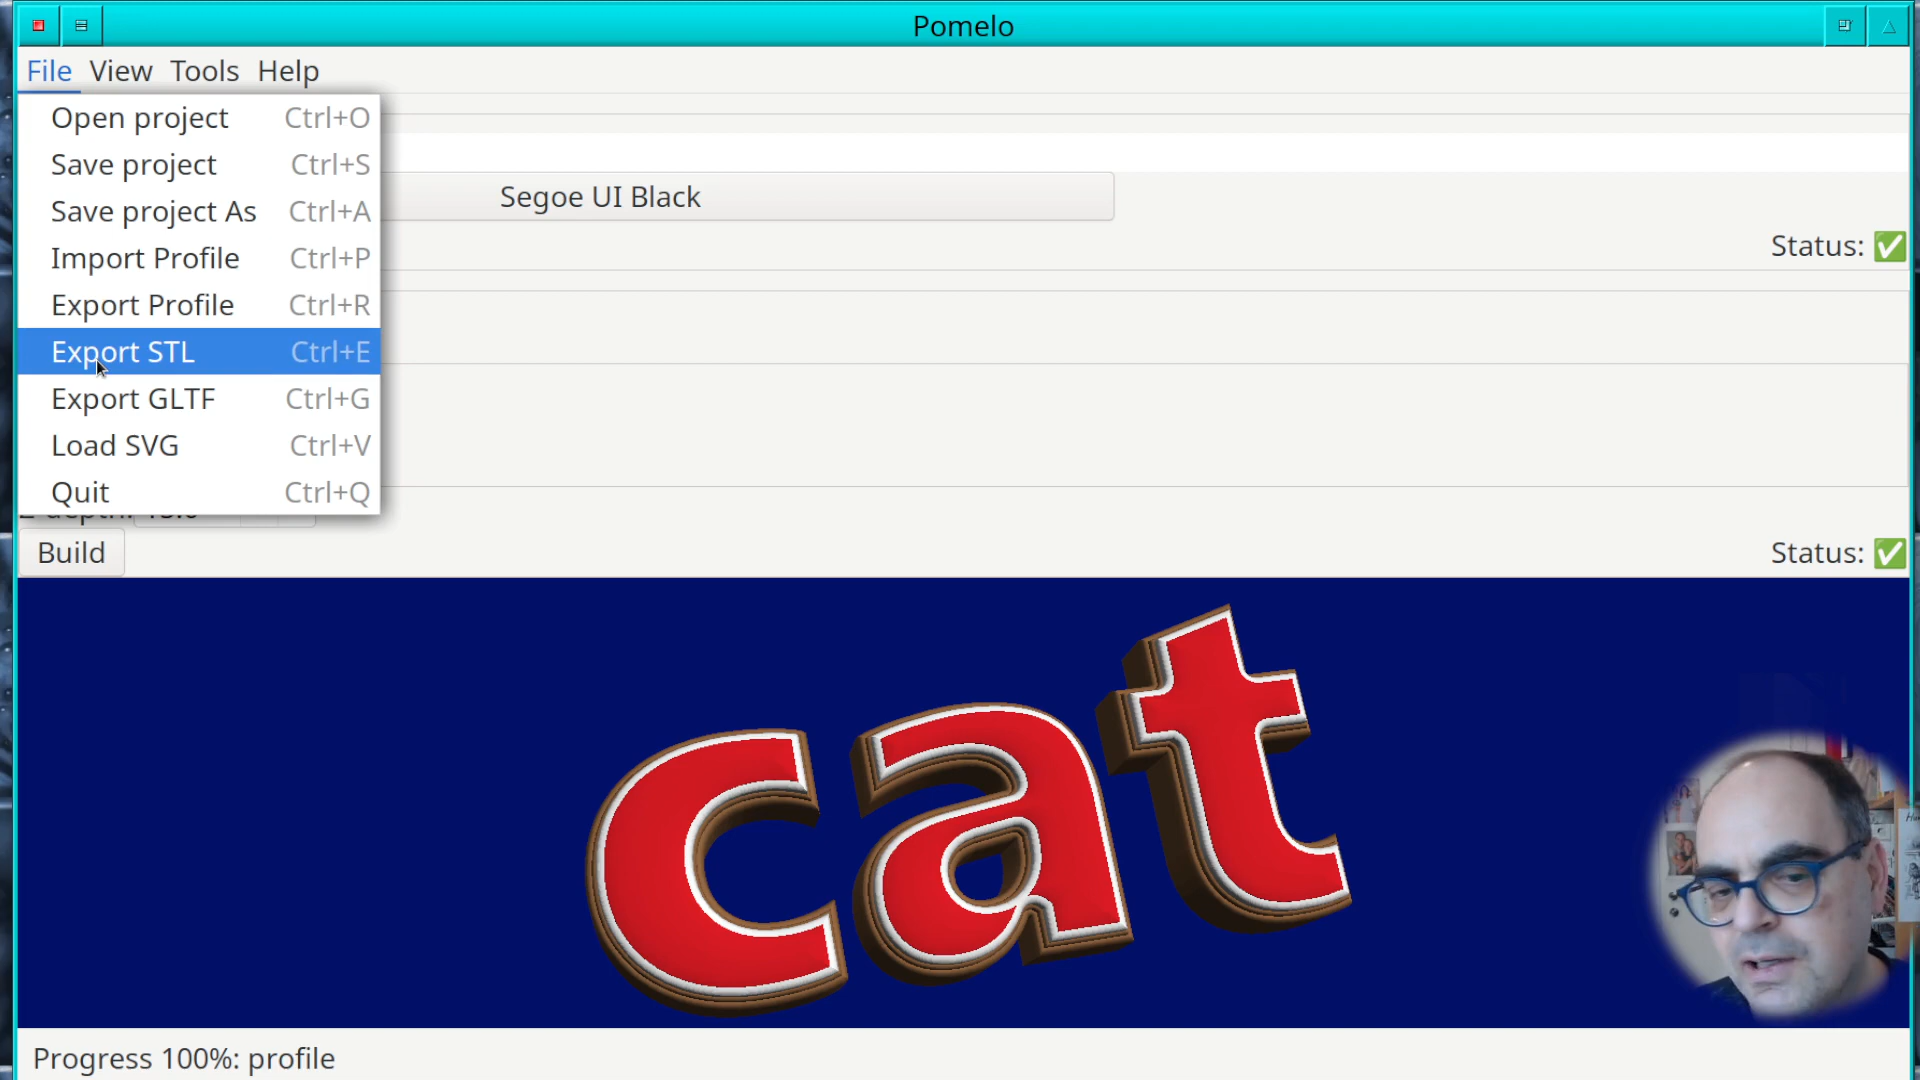 Pomelo
File View Tools Help
Open project Ctrl+O
Save project Ctrl+S
Save project As Ctrl+A
Import Profile Ctrl+P
Export Profile Ctrl+R
Export STL Ctrl+E
Export GLTF Ctrl+G
Load SVG Ctrl+V
Quit Ctrl+Q
Segoe UI Black
Status: ✅
Build
Status: ✅
cat
Progress 100%: profile